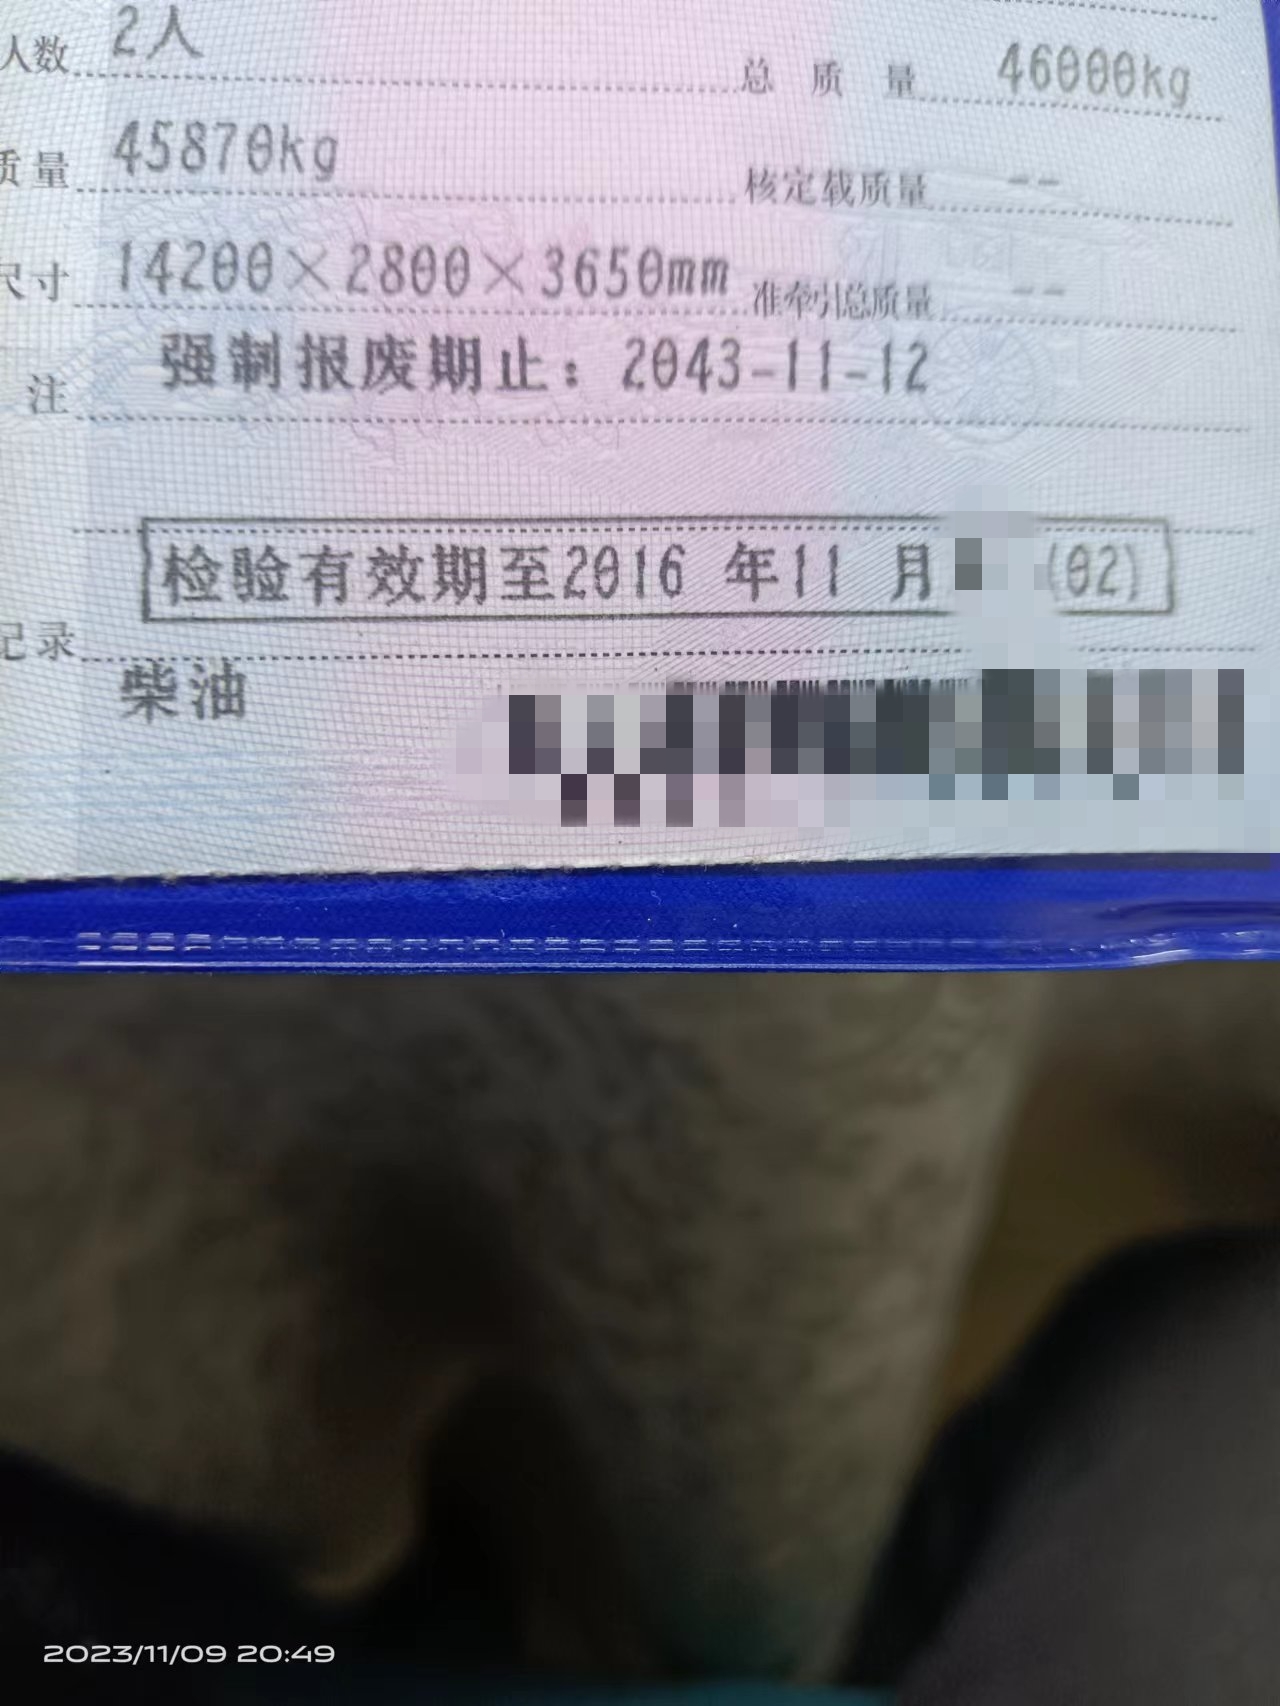 人数 2人 总质量 46000kg
质量 45870kg 核定载质量 --
尺寸 14200×2800×3650mm 准牵引总质量 --
注 强制报废期止：2043-11-12
检验有效期至2016 年11 月 (02)
记录
柴油
2023/11/09 20:49